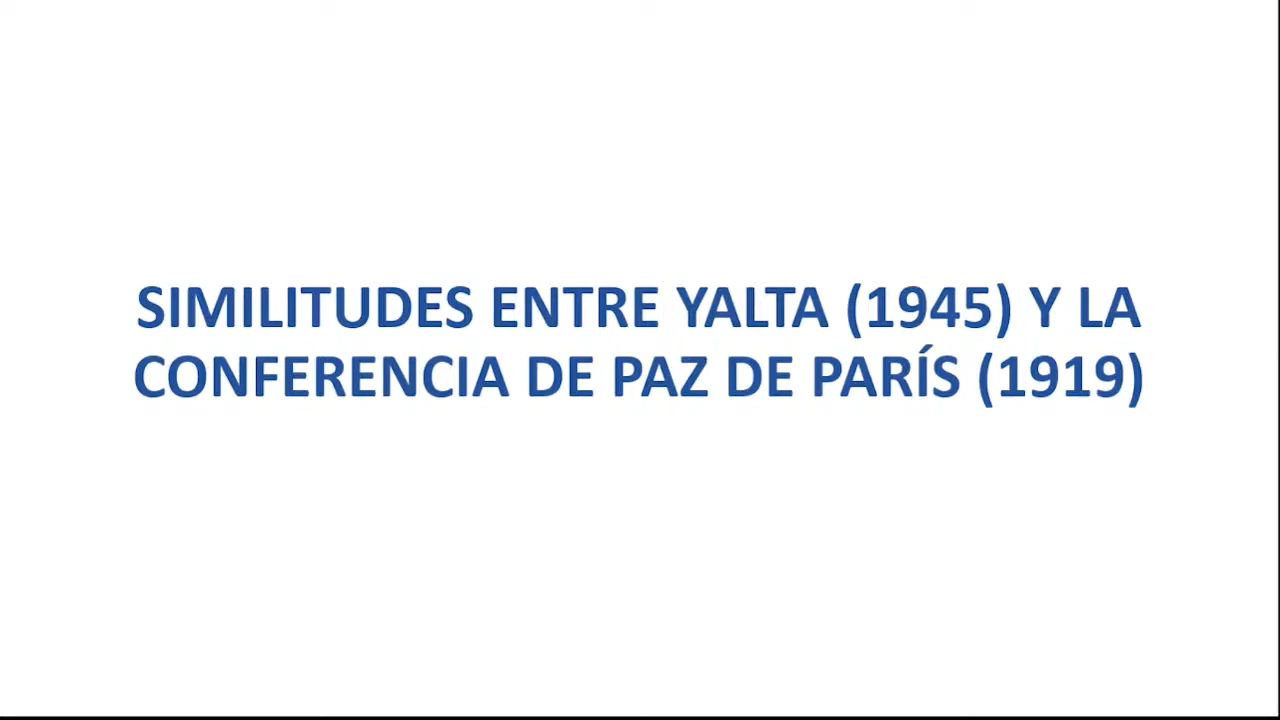 SIMILITUDES ENTRE YALTA (1945) Y LA
CONFERENCIA DE PAZ DE PARÍS (1919)